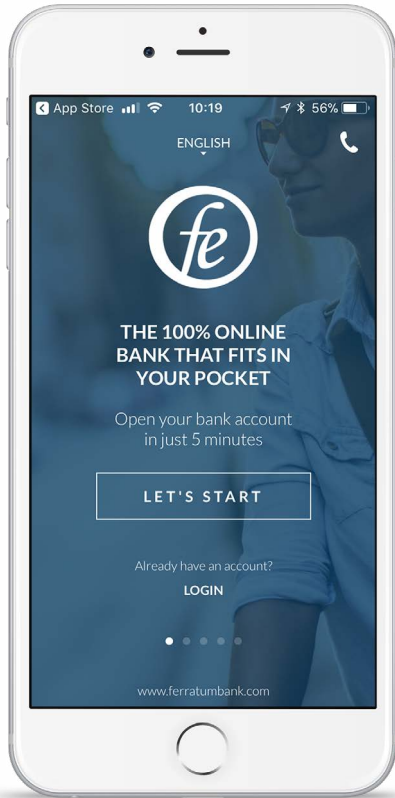 App Store 10:19 56%
ENGLISH
fe
THE 100% ONLINE
BANK THAT FITS IN
YOUR POCKET
Open your bank account
in just 5 minutes
LET'S START
Already have an account?
LOGIN
www.ferratumbank.com